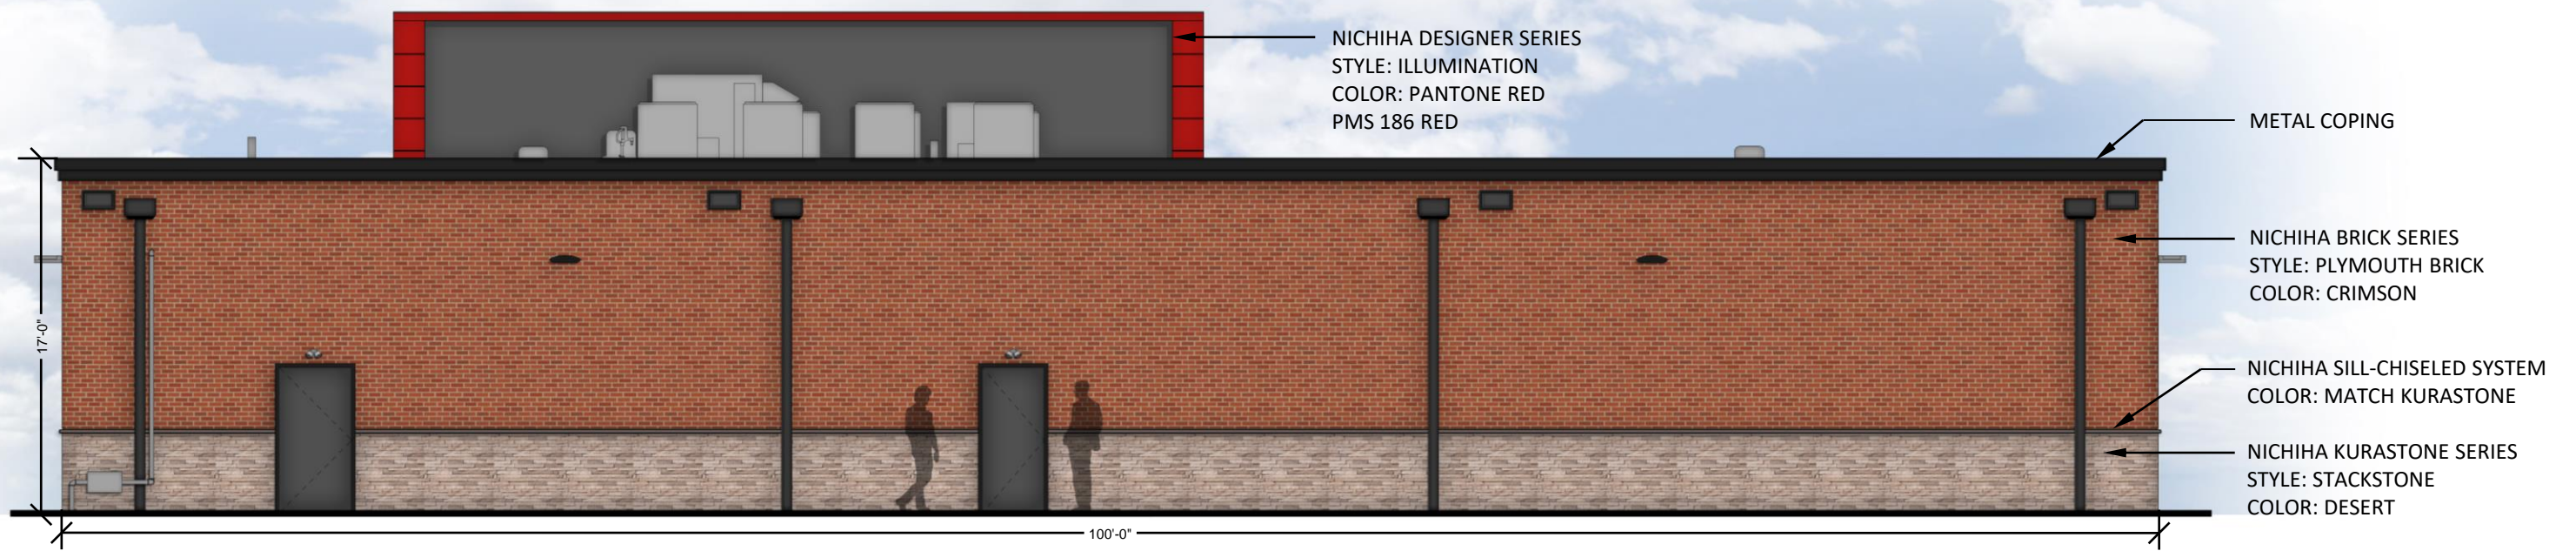 NICHIHA DESIGNER SERIES
STYLE: ILLUMINATION
COLOR: PANTONE RED
PMS 186 RED
METAL COPING
NICHIHA BRICK SERIES
STYLE: PLYMOUTH BRICK
COLOR: CRIMSON
17'-0"
NICHIHA SILL-CHISELED SYSTEM
COLOR: MATCH KURASTONE
NICHIHA KURASTONE SERIES
STYLE: STACKSTONE
COLOR: DESERT
100'-0"